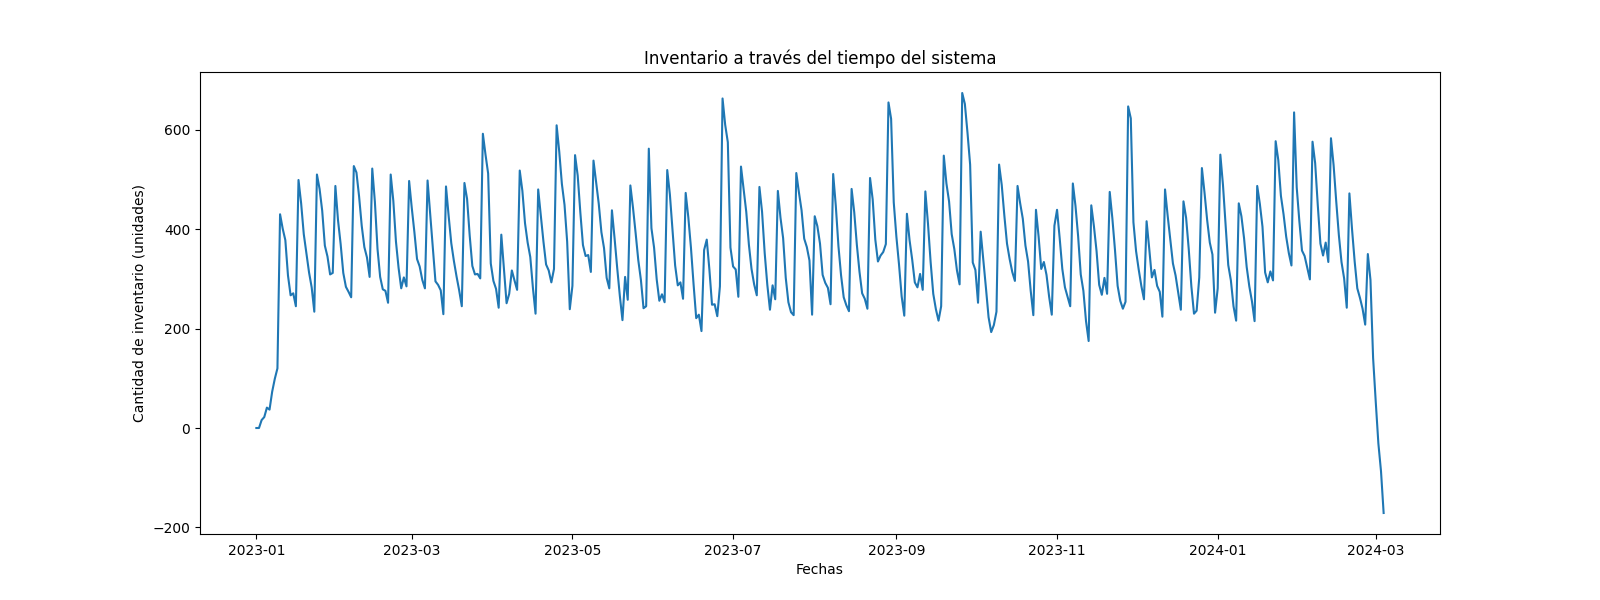 Inventario a través del tiempo del sistema
Cantidad de inventario (unidades)
600
400
200
0
−200
2023-01 2023-03 2023-05 2023-07 2023-09 2023-11 2024-01 2024-03
Fechas